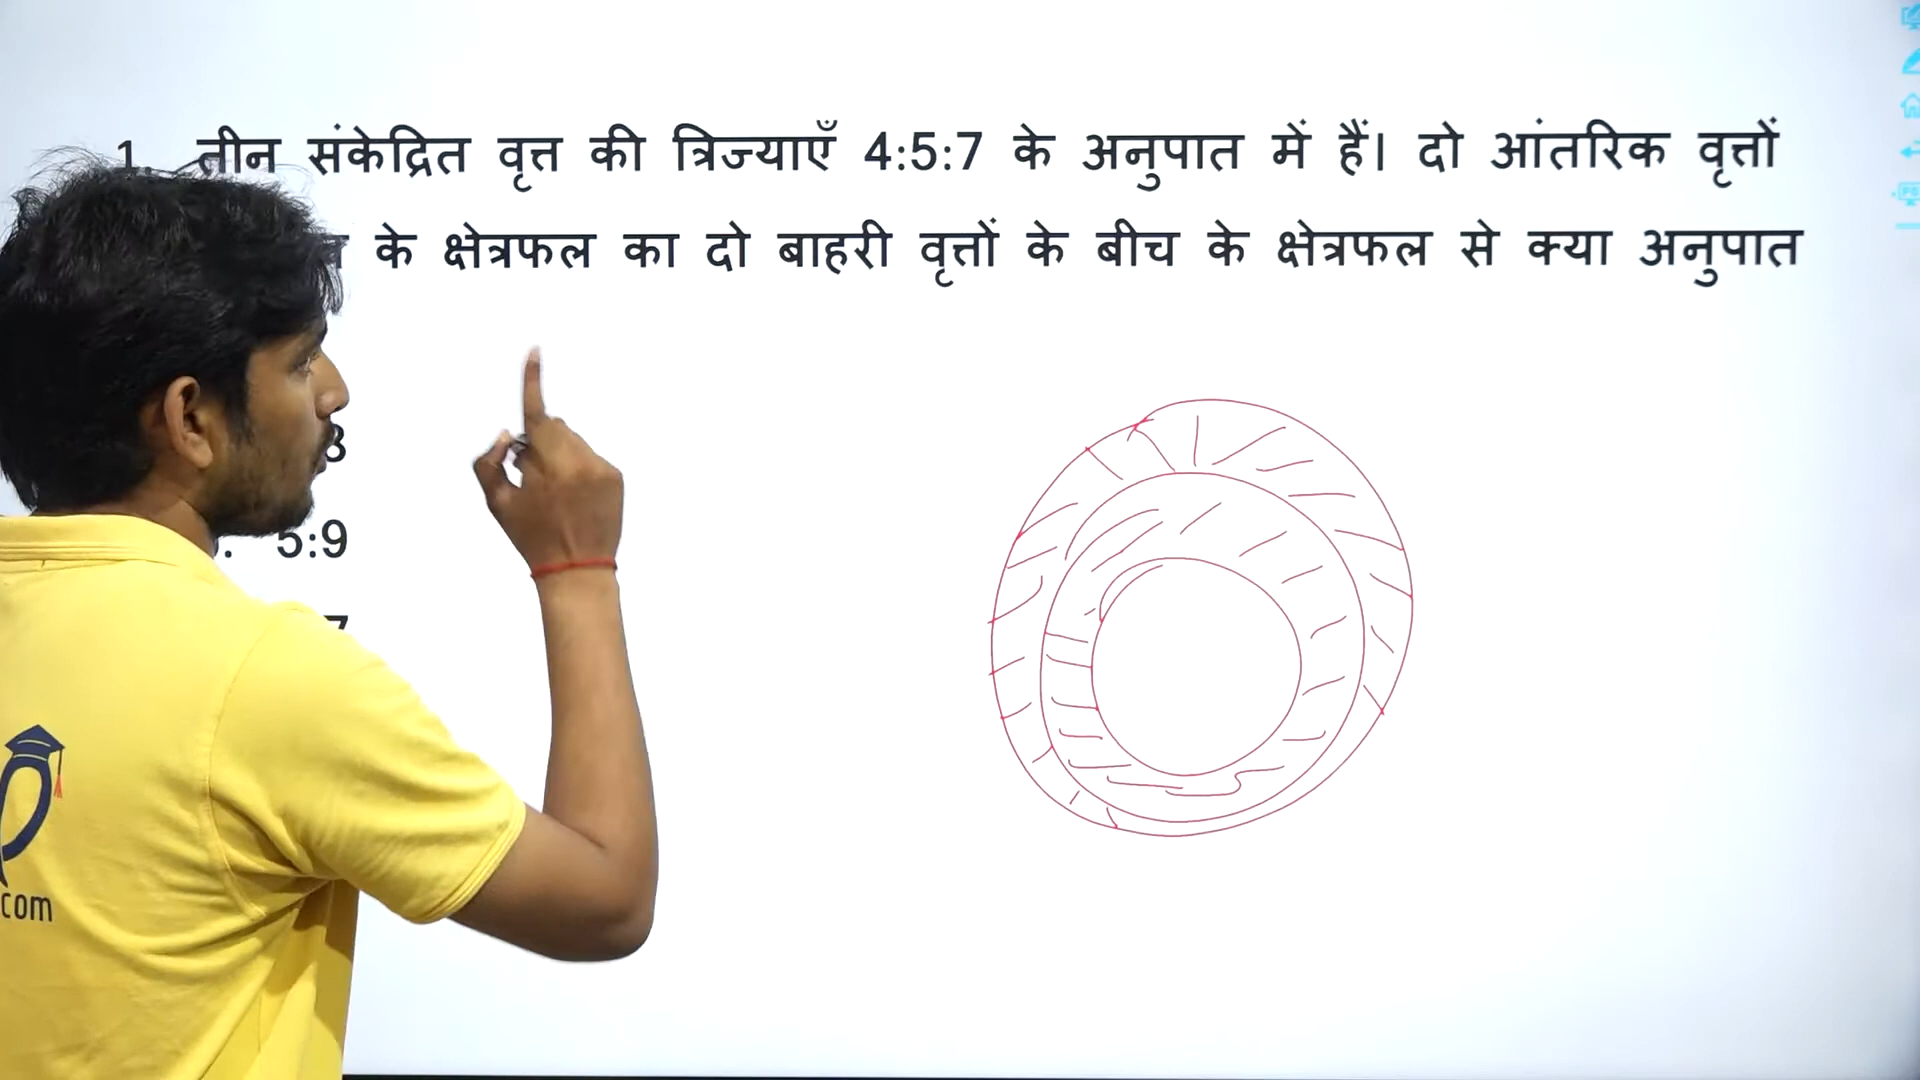 1. तीन संकेद्रित वृत्त की त्रिज्याएँ 4:5:7 के अनुपात में हैं। दो आंतरिक वृत्तों
के क्षेत्रफल का दो बाहरी वृत्तों के बीच के क्षेत्रफल से क्या अनुपात
5:9
com